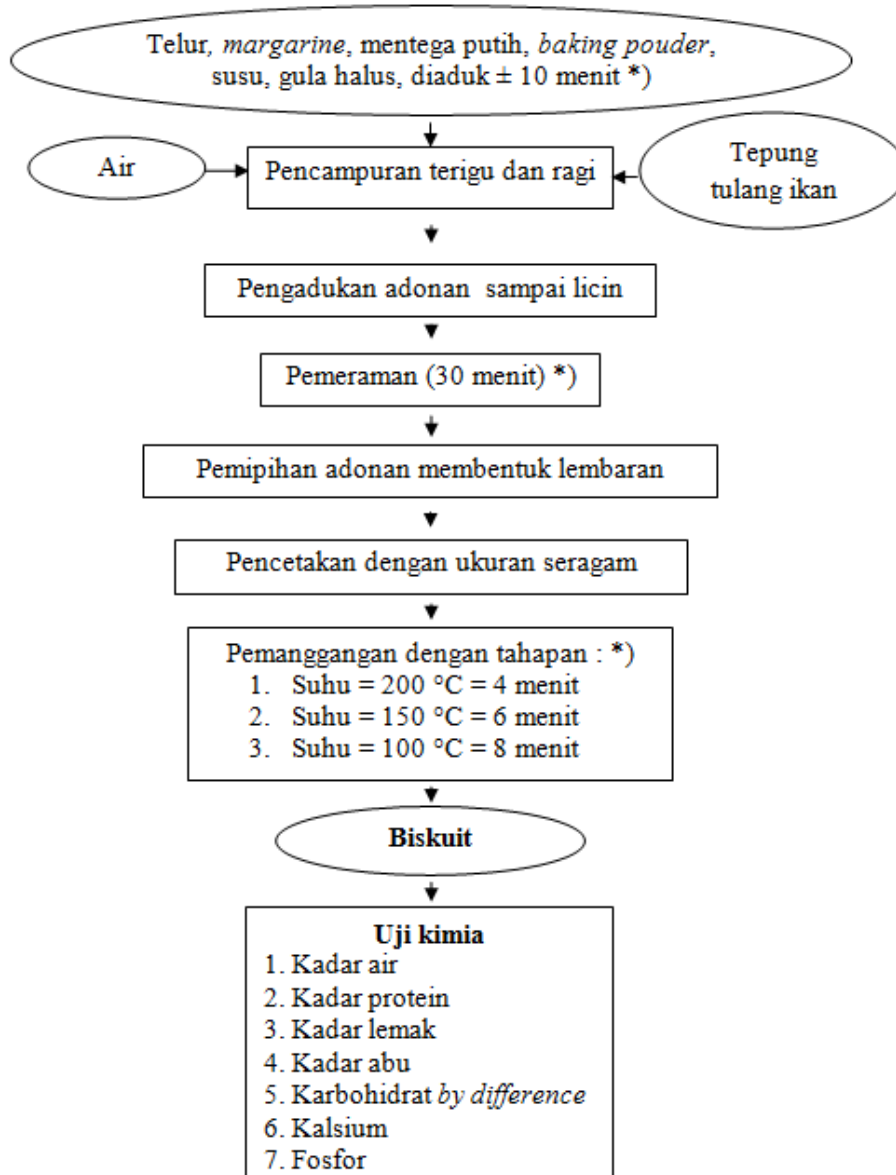 Telur, margarine, mentega putih, baking pouder,
susu, gula halus, diaduk ± 10 menit *)
Air
Pencampuran terigu dan ragi
Tepung
tulang ikan
Pengadukan adonan sampai licin
Pemeraman (30 menit) *)
Pemipihan adonan membentuk lembaran
Pencetakan dengan ukuran seragam
Pemanggangan dengan tahapan : *)
1. Suhu = 200 °C = 4 menit
2. Suhu = 150 °C = 6 menit
3. Suhu = 100 °C = 8 menit
Biskuit
Uji kimia
1. Kadar air
2. Kadar protein
3. Kadar lemak
4. Kadar abu
5. Karbohidrat by difference
6. Kalsium
7. Fosfor